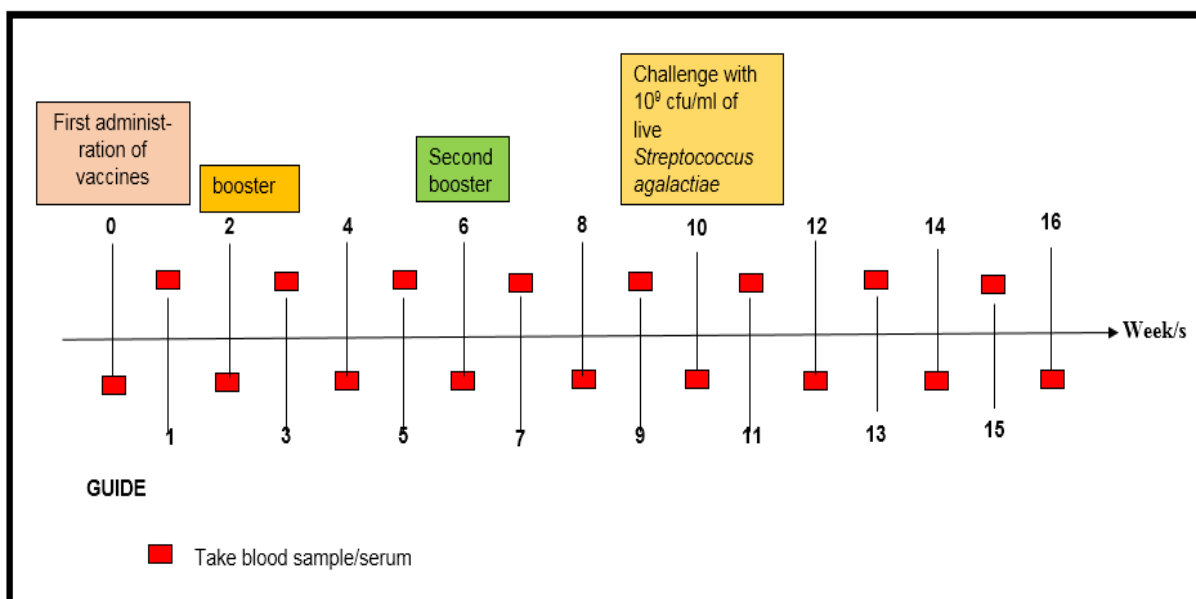 First administ-
ration of
vaccines
booster
Second
booster
Challenge with
10⁹ cfu/ml of
live
Streptococcus
agalactiae
0 2 4 6 8 10 12 14 16
Week/s
1 3 5 7 9 11 13 15
GUIDE
Take blood sample/serum